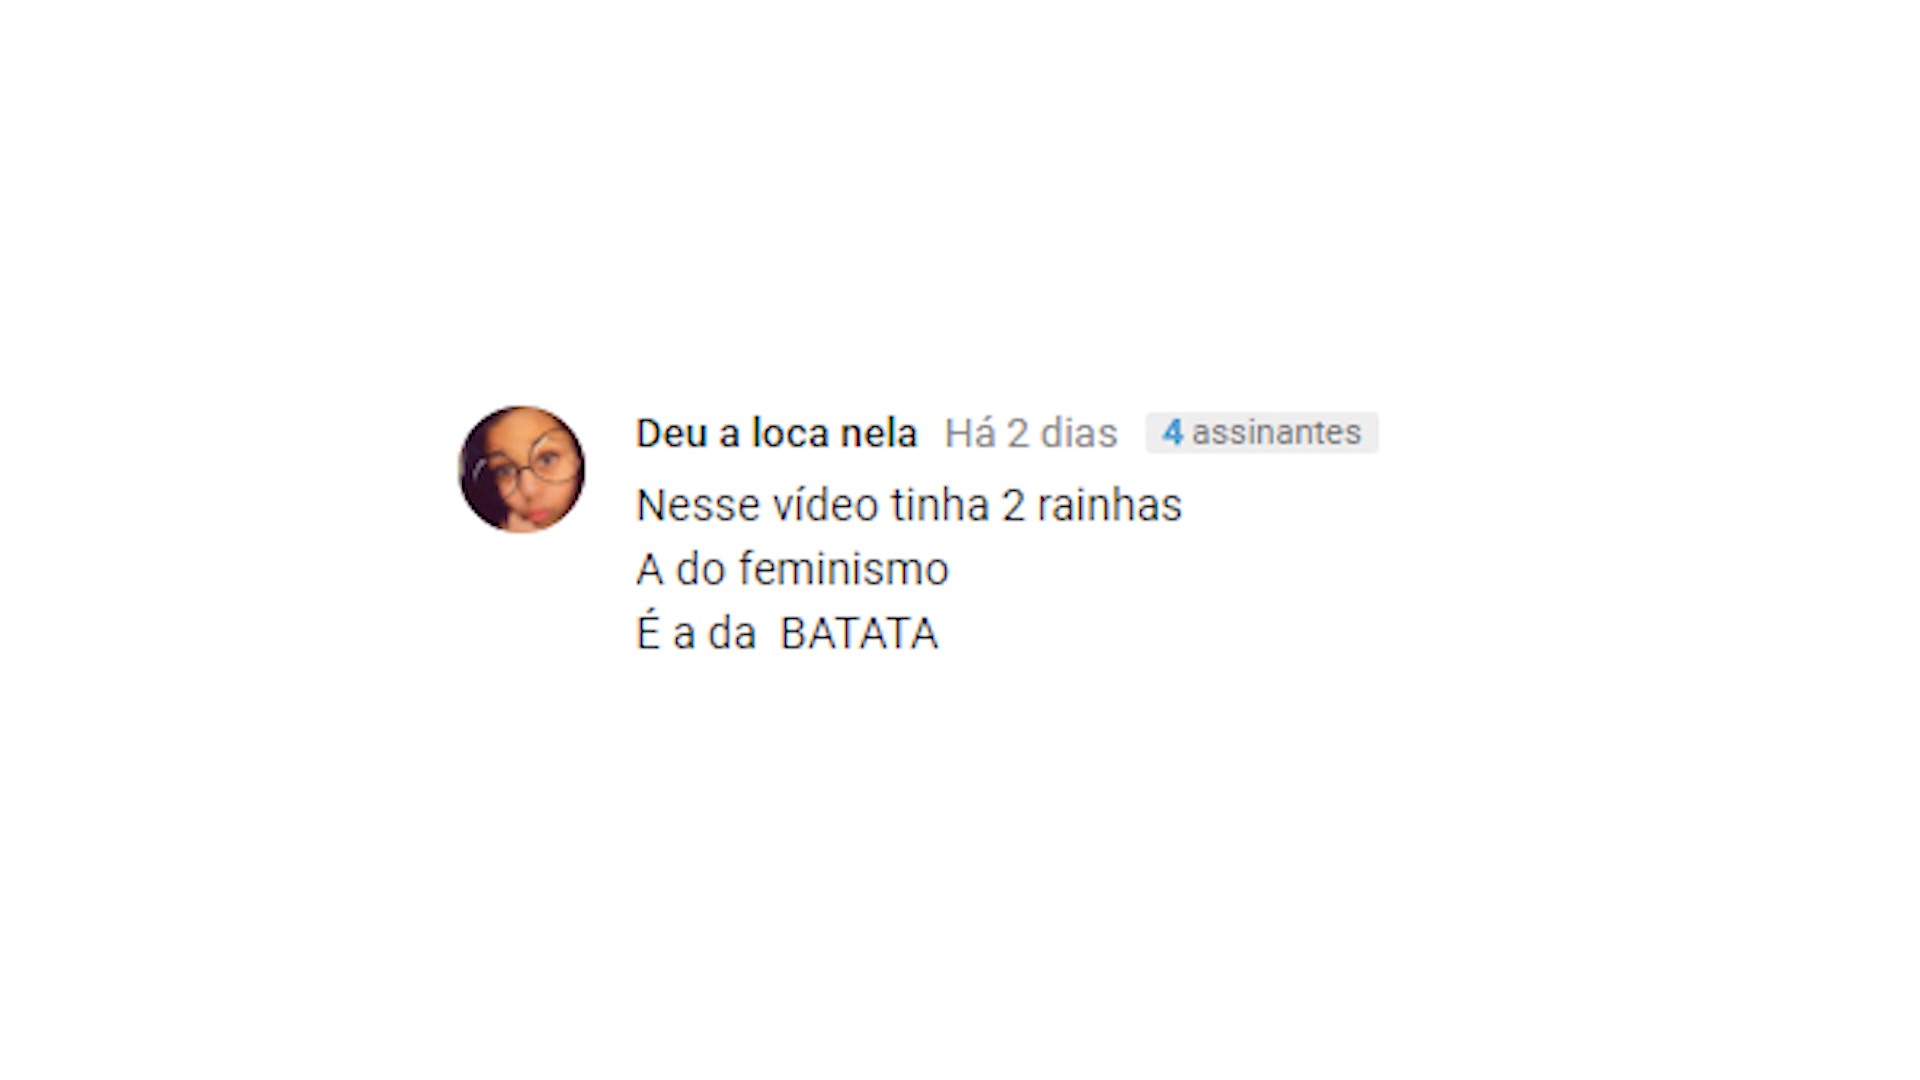 Deu a loca nela Há 2 dias 4 assinantes
Nesse vídeo tinha 2 rainhas
A do feminismo
É a da  BATATA